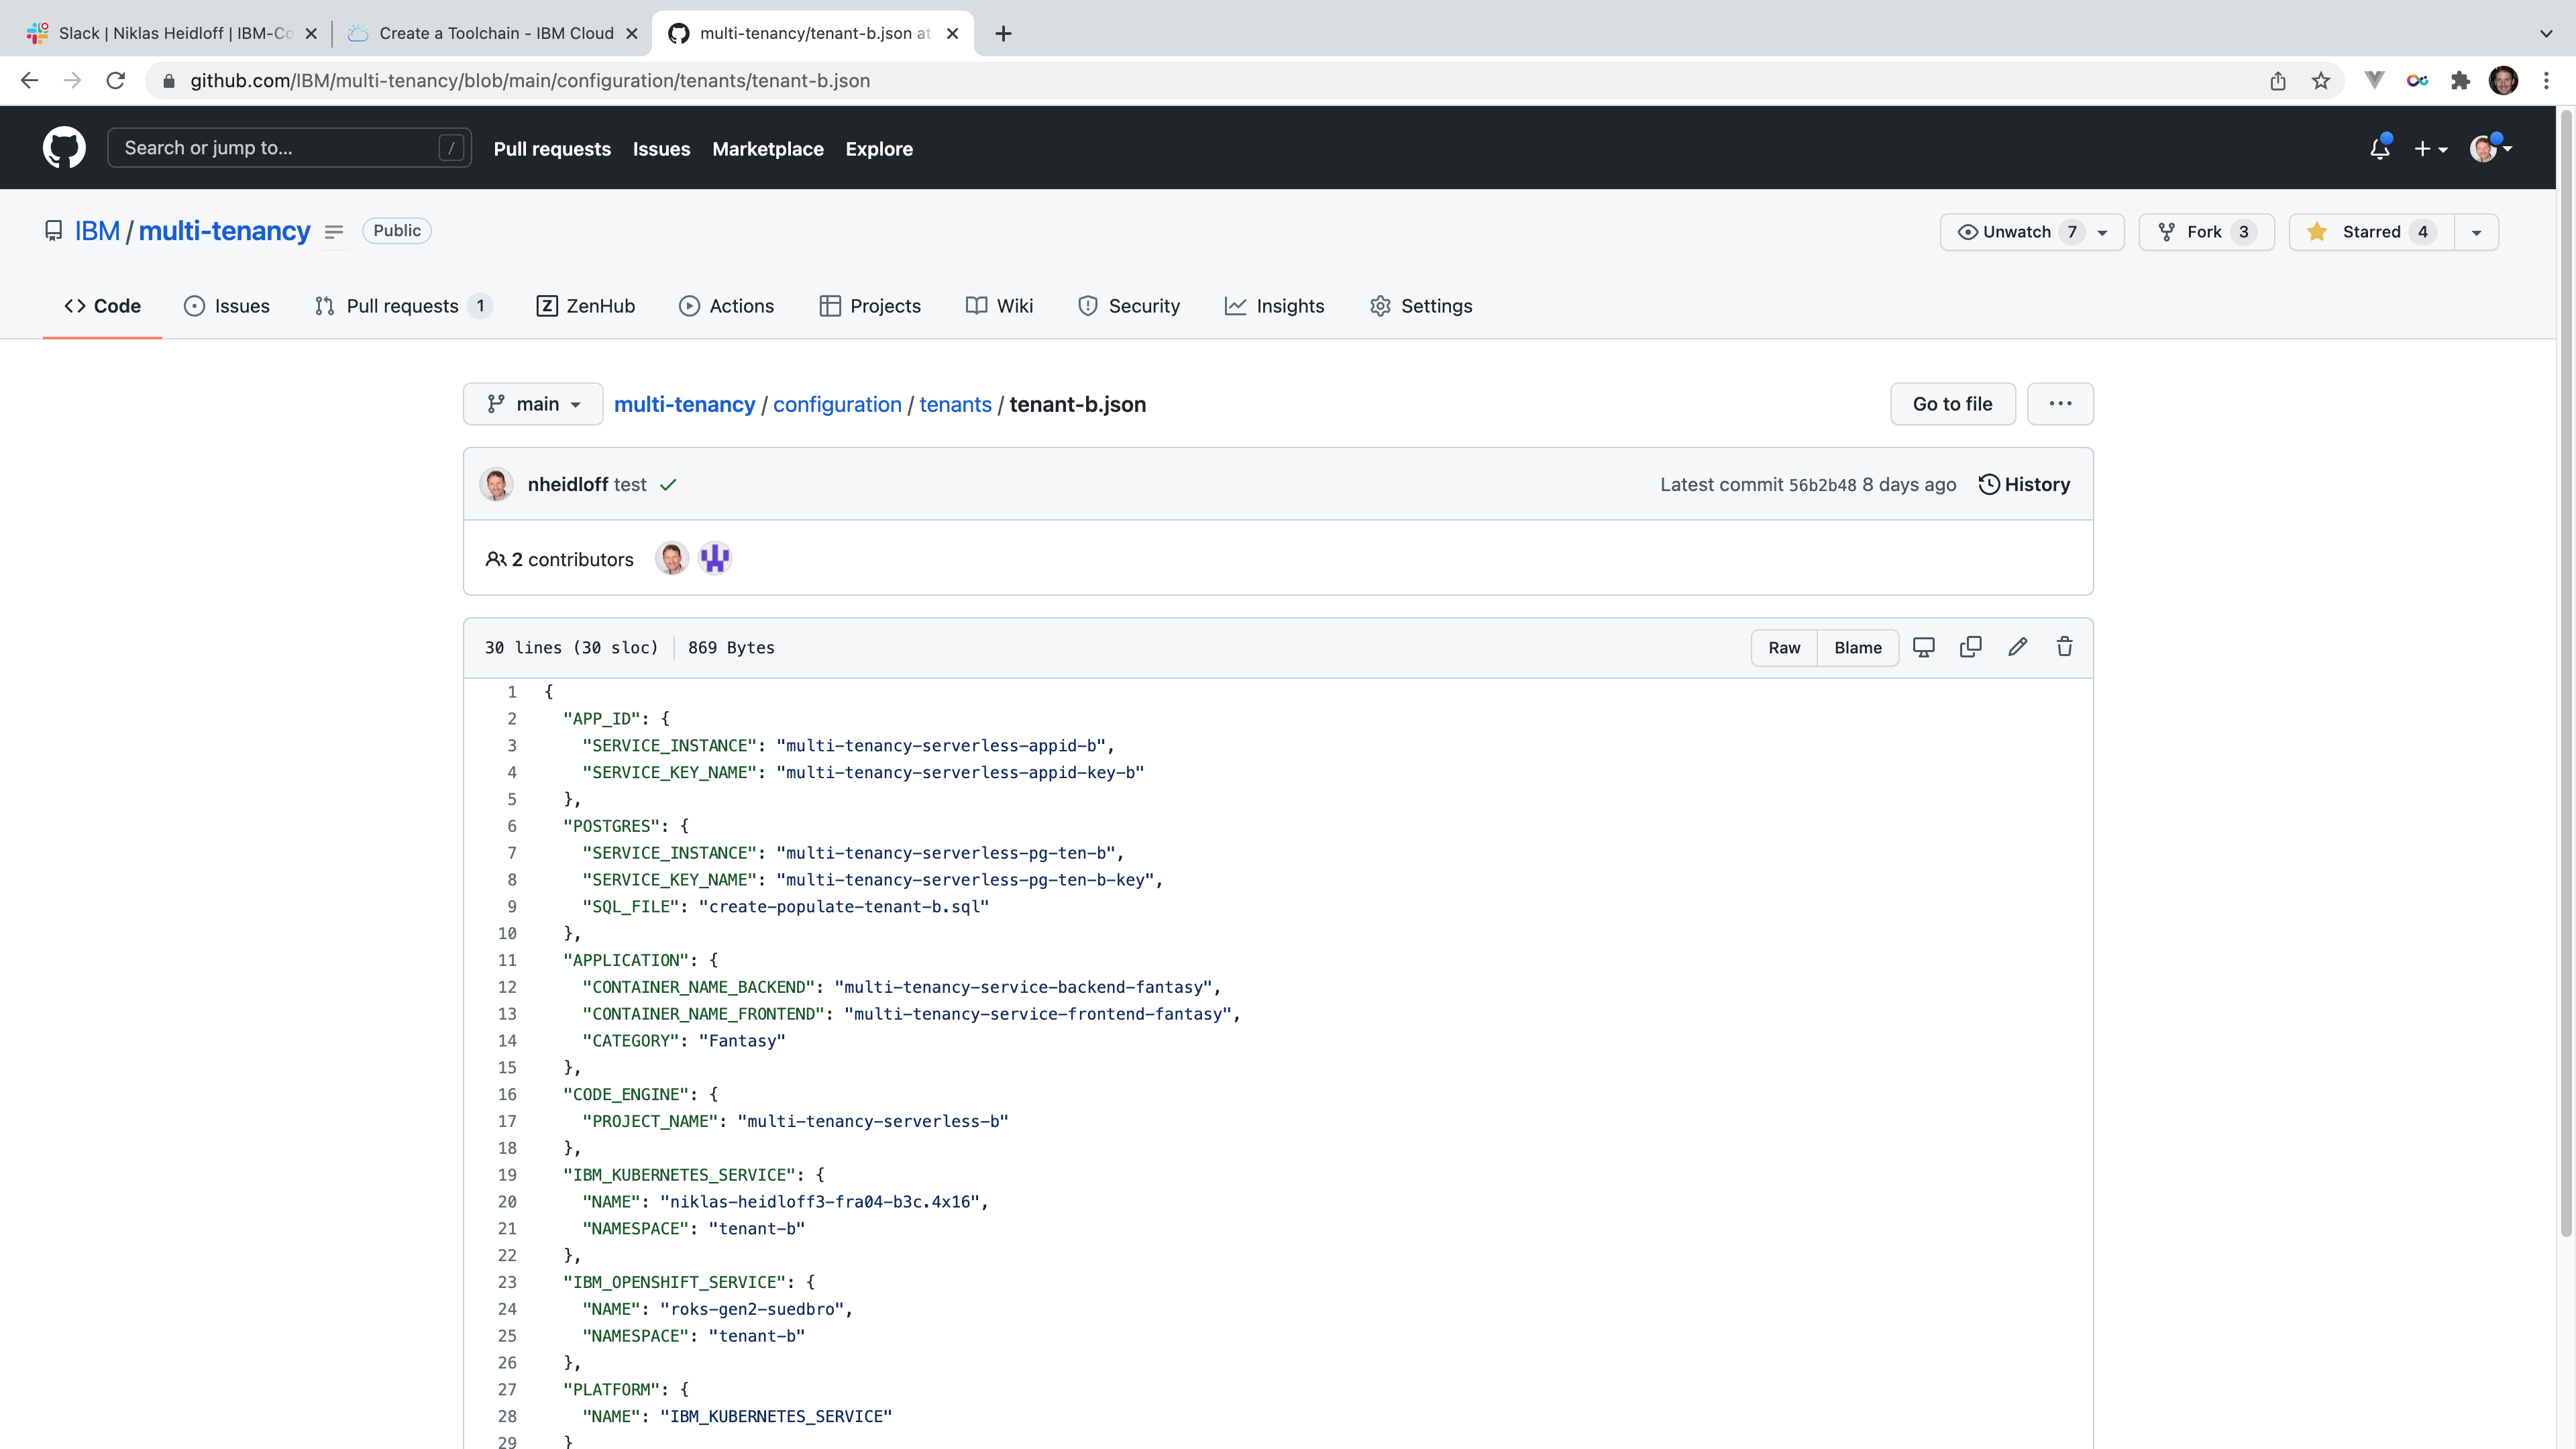 Slack | Niklas Heidloff | IBM-Co
Create a Toolchain - IBM Cloud
multi-tenancy/tenant-b.json at
github.com/IBM/multi-tenancy/blob/main/configuration/tenants/tenant-b.json
Search or jump to... /
Pull requests Issues Marketplace Explore
IBM / multi-tenancy Public
Unwatch 7 Fork 3 Starred 4
Code Issues Pull requests 1 ZenHub Actions Projects Wiki Security Insights Settings
main multi-tenancy / configuration / tenants / tenant-b.json Go to file ...
nheidloff test Latest commit 56b2b48 8 days ago History
2 contributors
30 lines (30 sloc) 869 Bytes Raw Blame
1 {
2 "APP_ID": {
3 "SERVICE_INSTANCE": "multi-tenancy-serverless-appid-b",
4 "SERVICE_KEY_NAME": "multi-tenancy-serverless-appid-key-b"
5 },
6 "POSTGRES": {
7 "SERVICE_INSTANCE": "multi-tenancy-serverless-pg-ten-b",
8 "SERVICE_KEY_NAME": "multi-tenancy-serverless-pg-ten-b-key",
9 "SQL_FILE": "create-populate-tenant-b.sql"
10 },
11 "APPLICATION": {
12 "CONTAINER_NAME_BACKEND": "multi-tenancy-service-backend-fantasy",
13 "CONTAINER_NAME_FRONTEND": "multi-tenancy-service-frontend-fantasy",
14 "CATEGORY": "Fantasy"
15 },
16 "CODE_ENGINE": {
17 "PROJECT_NAME": "multi-tenancy-serverless-b"
18 },
19 "IBM_KUBERNETES_SERVICE": {
20 "NAME": "niklas-heidloff3-fra04-b3c.4x16",
21 "NAMESPACE": "tenant-b"
22 },
23 "IBM_OPENSHIFT_SERVICE": {
24 "NAME": "roks-gen2-suedbro",
25 "NAMESPACE": "tenant-b"
26 },
27 "PLATFORM": {
28 "NAME": "IBM_KUBERNETES_SERVICE"
29 }